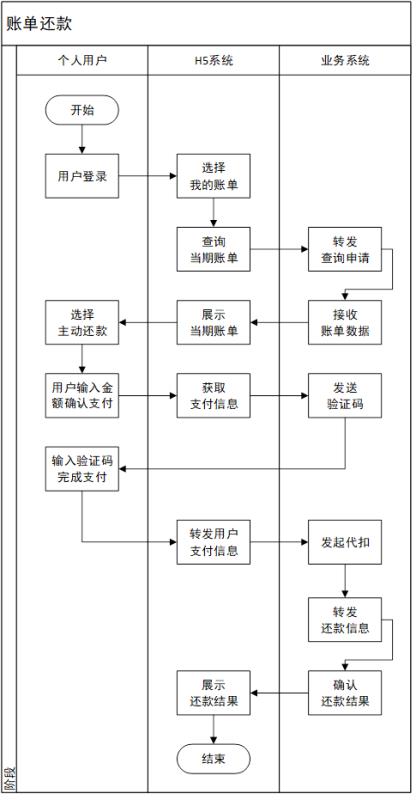 账单还款
个人用户
H5系统
业务系统
开始
用户登录
选择
我的账单
查询
当期账单
转发
查询申请
选择
主动还款
展示
当期账单
接收
账单数据
用户输入金
额确认支付
获取
支付信息
发送
验证码
输入验证码
完成支付
转发用户
支付信息
发起代扣
转发
还款信息
展示
还款结果
确认
还款结果
结束
阶段